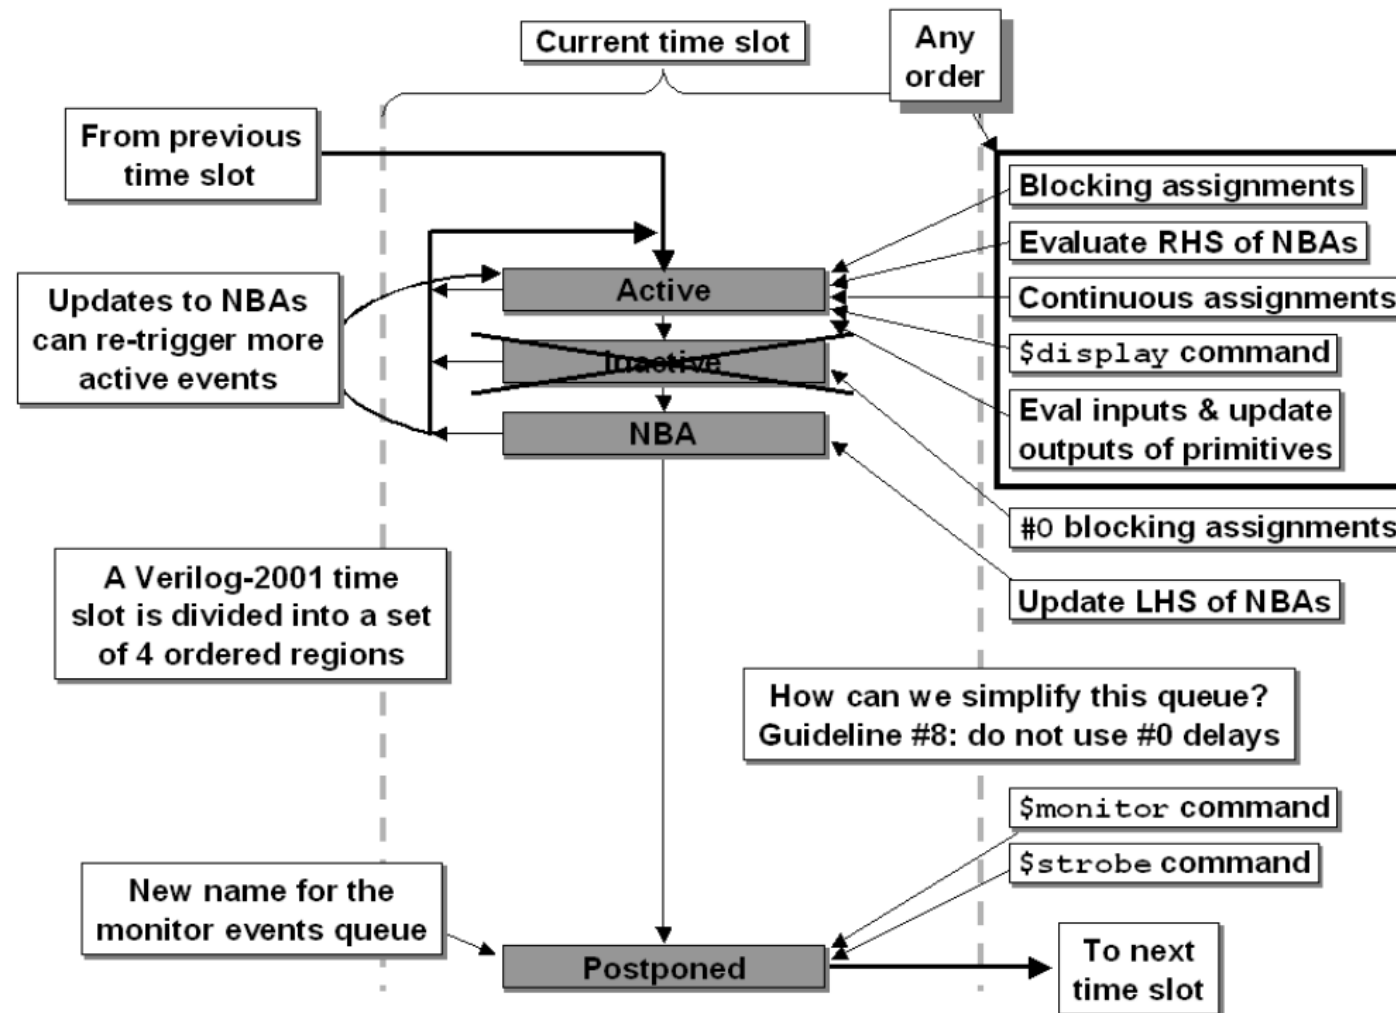 Current time slot
Any
order
From previous
time slot
Blocking assignments
Evaluate RHS of NBAs
Continuous assignments
$display command
Eval inputs & update
outputs of primitives
Updates to NBAs
can re-trigger more
active events
Active
Inactive
NBA
#0 blocking assignments
Update LHS of NBAs
A Verilog-2001 time
slot is divided into a set
of 4 ordered regions
How can we simplify this queue?
Guideline #8: do not use #0 delays
$monitor command
$strobe command
New name for the
monitor events queue
Postponed
To next
time slot